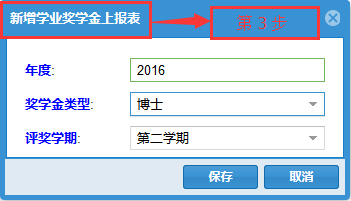 新增学业奖学金上报表 第 3 步
年度: 2016
奖学金类型: 博士
评奖学期: 第二学期
保存 取消